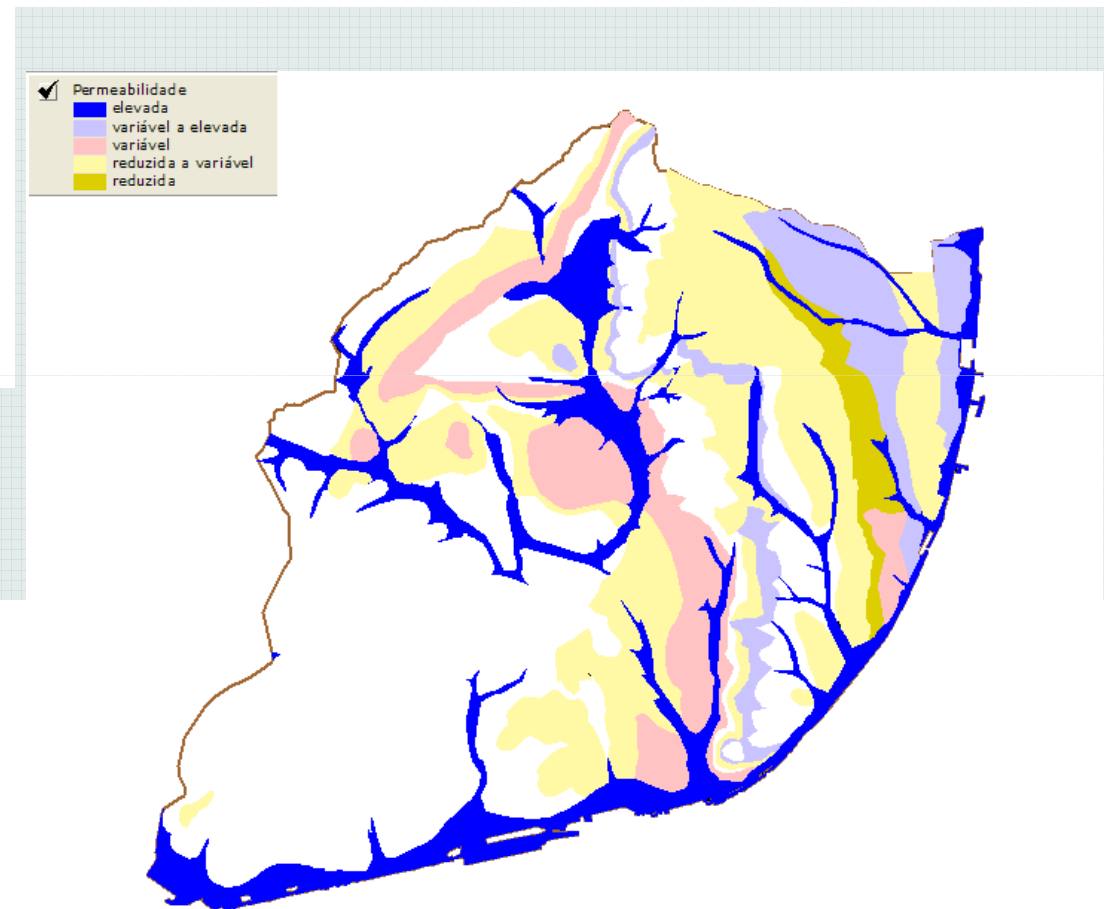 Permeabilidade
elevada
variável a elevada
variável
reduzida a variável
reduzida